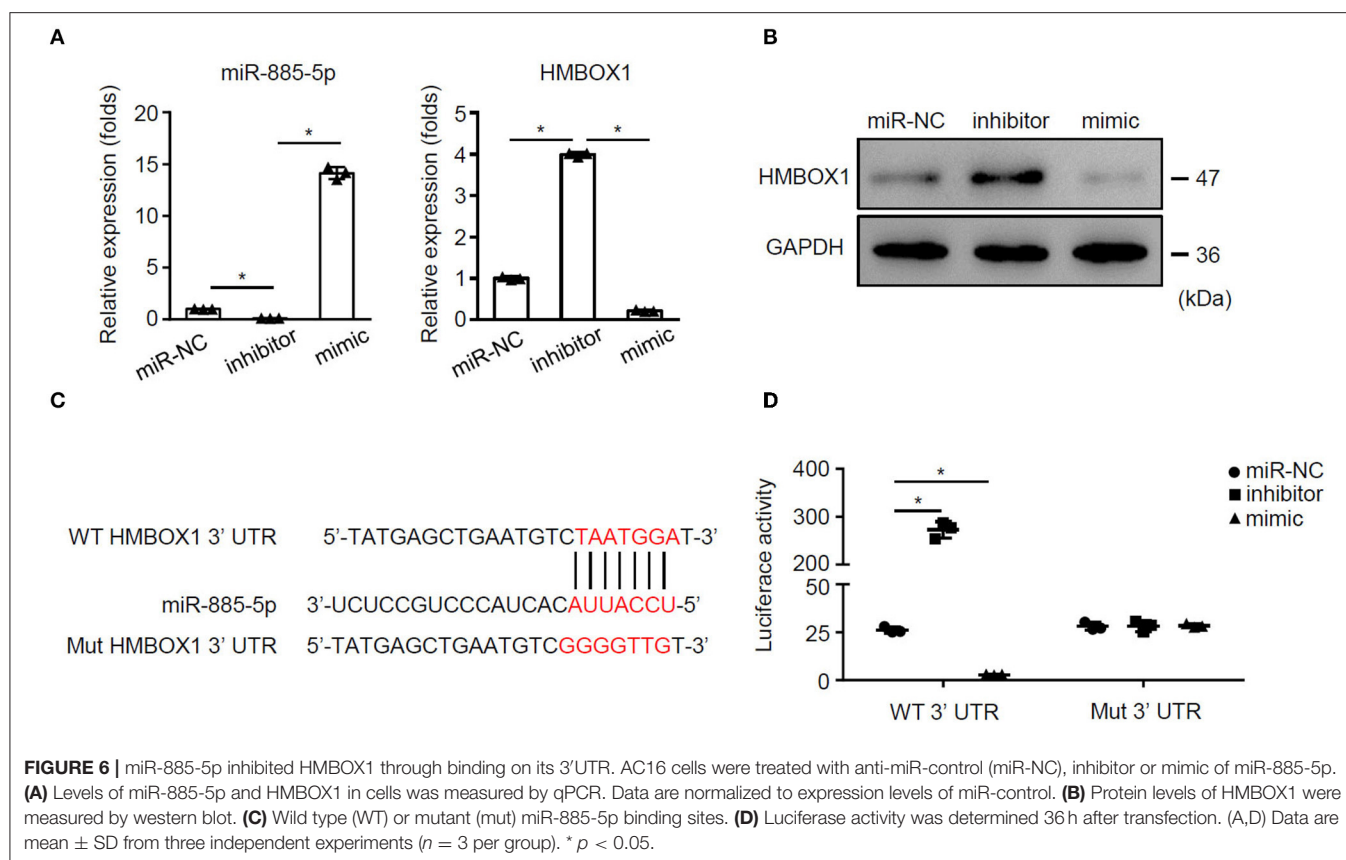 A
miR-885-5p
Relative expression (folds)
20
15
10
5
0
*
*
miR-NC
inhibitor
mimic
HMBOX1
Relative expression (folds)
5
4
3
2
1
0
*
*
miR-NC
inhibitor
mimic
B
miR-NC inhibitor mimic
HMBOX1
47
GAPDH
36
(kDa)
C
WT HMBOX1 3' UTR 5'-TATGAGCTGAATGTCTAATGGAT-3'
miR-885-5p 3'-UCUCCGUCCCAUCACAUUACCU-5'
Mut HMBOX1 3' UTR 5'-TATGAGCTGAATGTCGGGGTTGT-3'
D
Luciferace activity
400
300
200
50
25
0
*
*
WT 3' UTR
Mut 3' UTR
miR-NC
inhibitor
mimic
FIGURE 6 | miR-885-5p inhibited HMBOX1 through binding on its 3′UTR. AC16 cells were treated with anti-miR-control (miR-NC), inhibitor or mimic of miR-885-5p.
(A) Levels of miR-885-5p and HMBOX1 in cells was measured by qPCR. Data are normalized to expression levels of miR-control. (B) Protein levels of HMBOX1 were
measured by western blot. (C) Wild type (WT) or mutant (mut) miR-885-5p binding sites. (D) Luciferase activity was determined 36 h after transfection. (A,D) Data are
mean ± SD from three independent experiments (n = 3 per group). * p < 0.05.